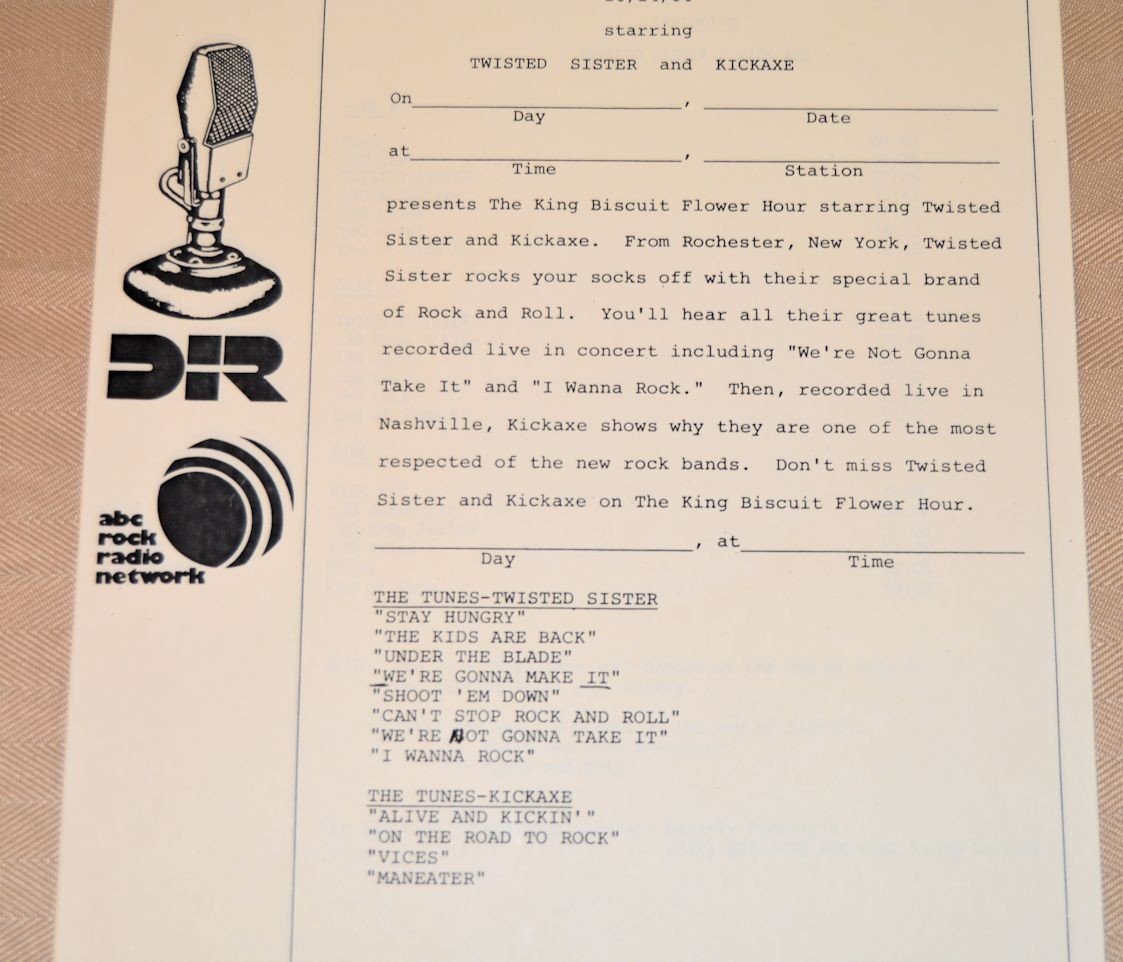 starring
TWISTED SISTER and KICKAXE
On____, ____
Day Date
at____, ____
Time Station
presents The King Biscuit Flower Hour starring Twisted
Sister and Kickaxe. From Rochester, New York, Twisted
Sister rocks your socks off with their special brand
of Rock and Roll. You'll hear all their great tunes
recorded live in concert including "We're Not Gonna
Take It" and "I Wanna Rock." Then, recorded live in
Nashville, Kickaxe shows why they are one of the most
respected of the new rock bands. Don't miss Twisted
Sister and Kickaxe on The King Biscuit Flower Hour.
____, at____
Day Time
THE TUNES-TWISTED SISTER
"STAY HUNGRY"
"THE KIDS ARE BACK"
"UNDER THE BLADE"
"WE'RE GONNA MAKE IT"
"SHOOT 'EM DOWN"
"CAN'T STOP ROCK AND ROLL"
"WE'RE NOT GONNA TAKE IT"
"I WANNA ROCK"
THE TUNES-KICKAXE
"ALIVE AND KICKIN'"
"ON THE ROAD TO ROCK"
"VICES"
"MANEATER"
DIR
abc
rock
radio
network